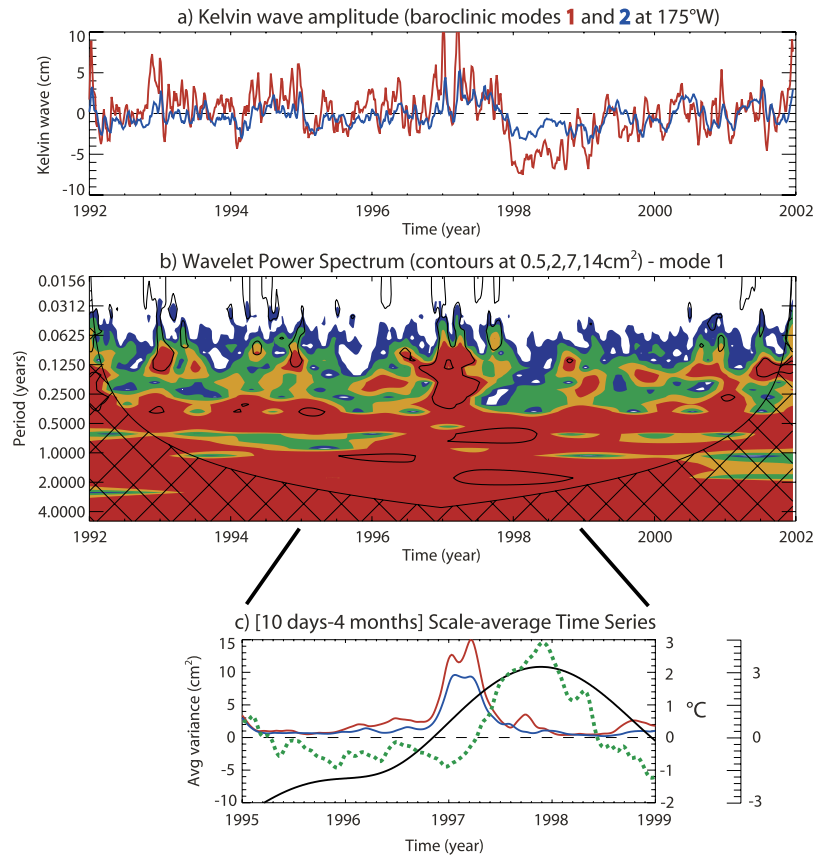 a) Kelvin wave amplitude (baroclinic modes 1 and 2 at 175°W)
10
5
0
-5
-10
Kelvin wave (cm)
1992 1994 1996 1998 2000 2002
Time (year)
b) Wavelet Power Spectrum (contours at 0.5,2,7,14cm²) - mode 1
0.0156
0.0312
0.0625
0.1250
0.2500
0.5000
1.0000
2.0000
4.0000
Period (years)
1992 1994 1996 1998 2000 2002
Time (year)
c) [10 days-4 months] Scale-average Time Series
15
10
5
0
-5
-10
Avg variance (cm²)
3
2
1
0
-1
-2
°C
3
0
-3
1995 1996 1997 1998 1999
Time (year)